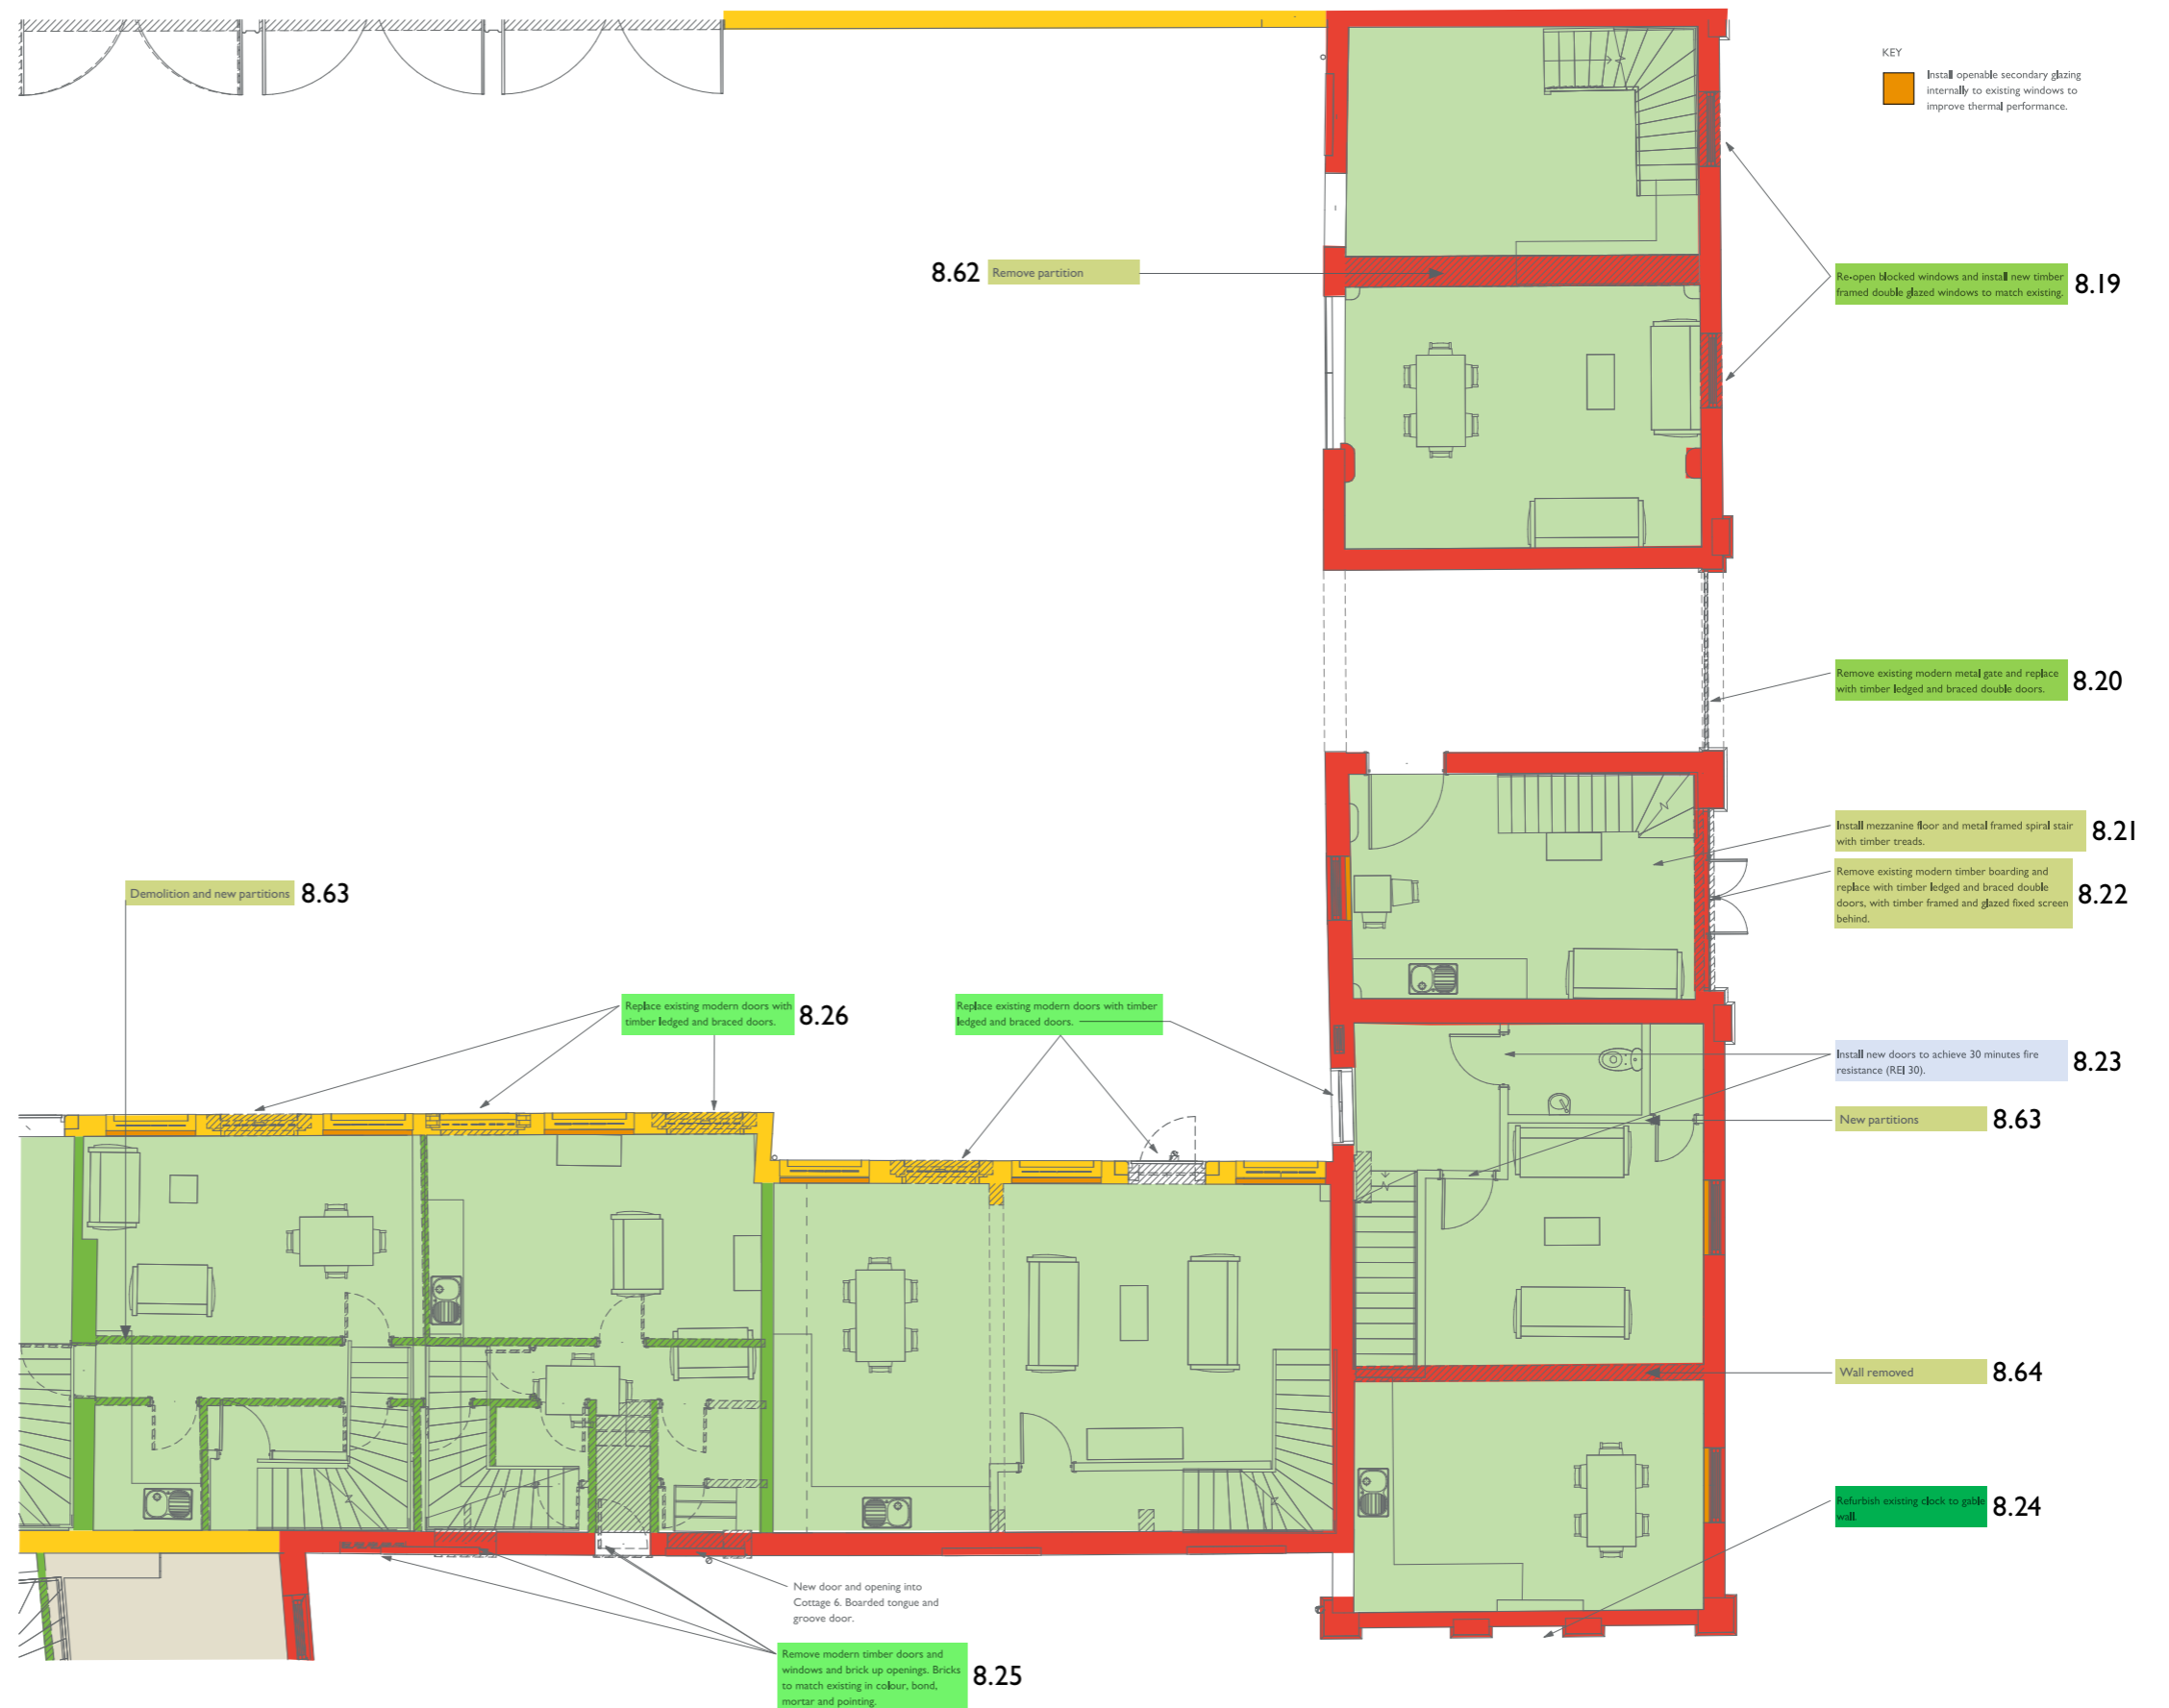 KEY
Install openable secondary glazing
internally to existing windows to
improve thermal performance.
8.62 Remove partition
Re-open blocked windows and install new timber
framed double glazed windows to match existing.
8.19
Remove existing modern metal gate and replace
with timber ledged and braced double doors.
8.20
Install mezzanine floor and metal framed spiral stair
with timber treads.
8.21
Remove existing modern timber boarding and
replace with timber ledged and braced double
doors, with timber framed and glazed fixed screen
behind.
8.22
Demolition and new partitions 8.63
Replace existing modern doors with
timber ledged and braced doors.
8.26
Replace existing modern doors with timber
ledged and braced doors.
Install new doors to achieve 30 minutes fire
resistance (REI 30).
8.23
New partitions 8.63
Wall removed 8.64
Refurbish existing clock to gable
wall.
8.24
New door and opening into
Cottage 6. Boarded tongue and
groove door.
Remove modern timber doors and
windows and brick up openings. Bricks
to match existing in colour, bond,
mortar and pointing.
8.25